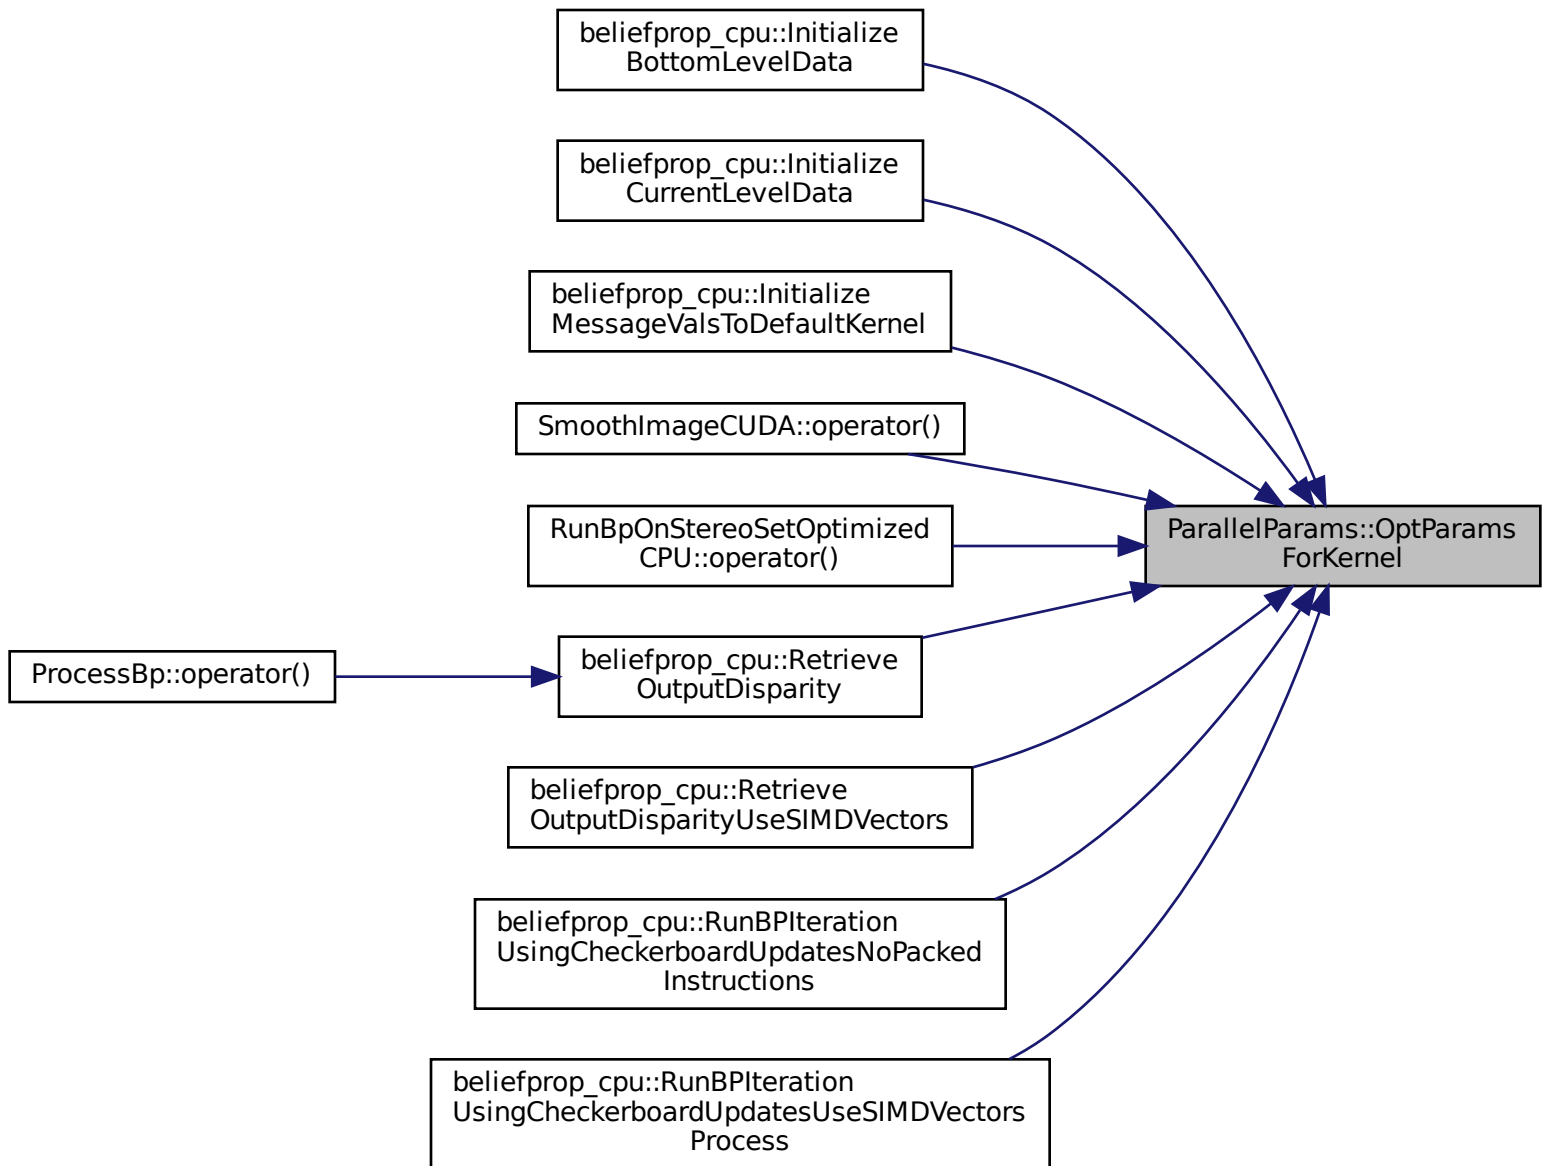 beliefprop_cpu::Initialize
BottomLevelData
beliefprop_cpu::Initialize
CurrentLevelData
beliefprop_cpu::Initialize
MessageValsToDefaultKernel
SmoothImageCUDA::operator()
RunBpOnStereoSetOptimized
CPU::operator()
ParallelParams::OptParams
ForKernel
ProcessBp::operator()
beliefprop_cpu::Retrieve
OutputDisparity
beliefprop_cpu::Retrieve
OutputDisparityUseSIMDVectors
beliefprop_cpu::RunBPIteration
UsingCheckerboardUpdatesNoPacked
Instructions
beliefprop_cpu::RunBPIteration
UsingCheckerboardUpdatesUseSIMDVectors
Process